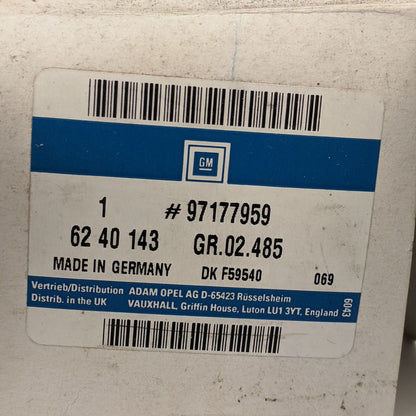 GM
1 # 97177959
62 40 143 GR.02.485
MADE IN GERMANY DK F59540 069
Vertrieb/Distribution ADAM OPEL AG D-65423 Rüsselsheim
Distrib. in the UK VAUXHALL, Griffin House, Luton LU1 3YT, England
6043